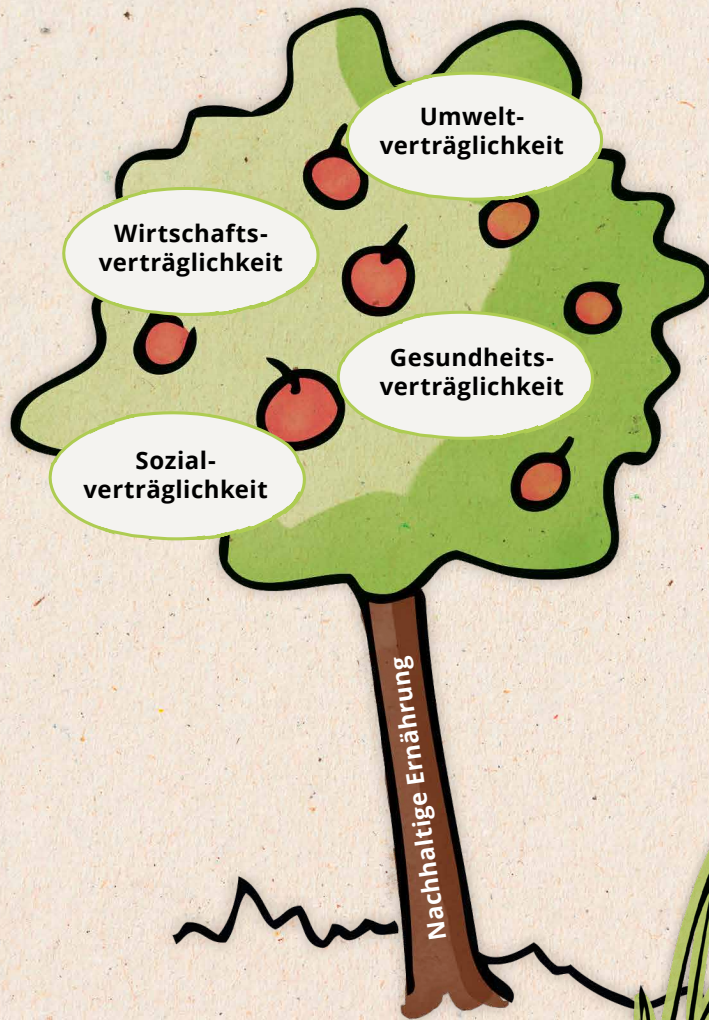 Umwelt-
verträglichkeit
Wirtschafts-
verträglichkeit
Gesundheits-
verträglichkeit
Sozial-
verträglichkeit
Nachhaltige Ernährung